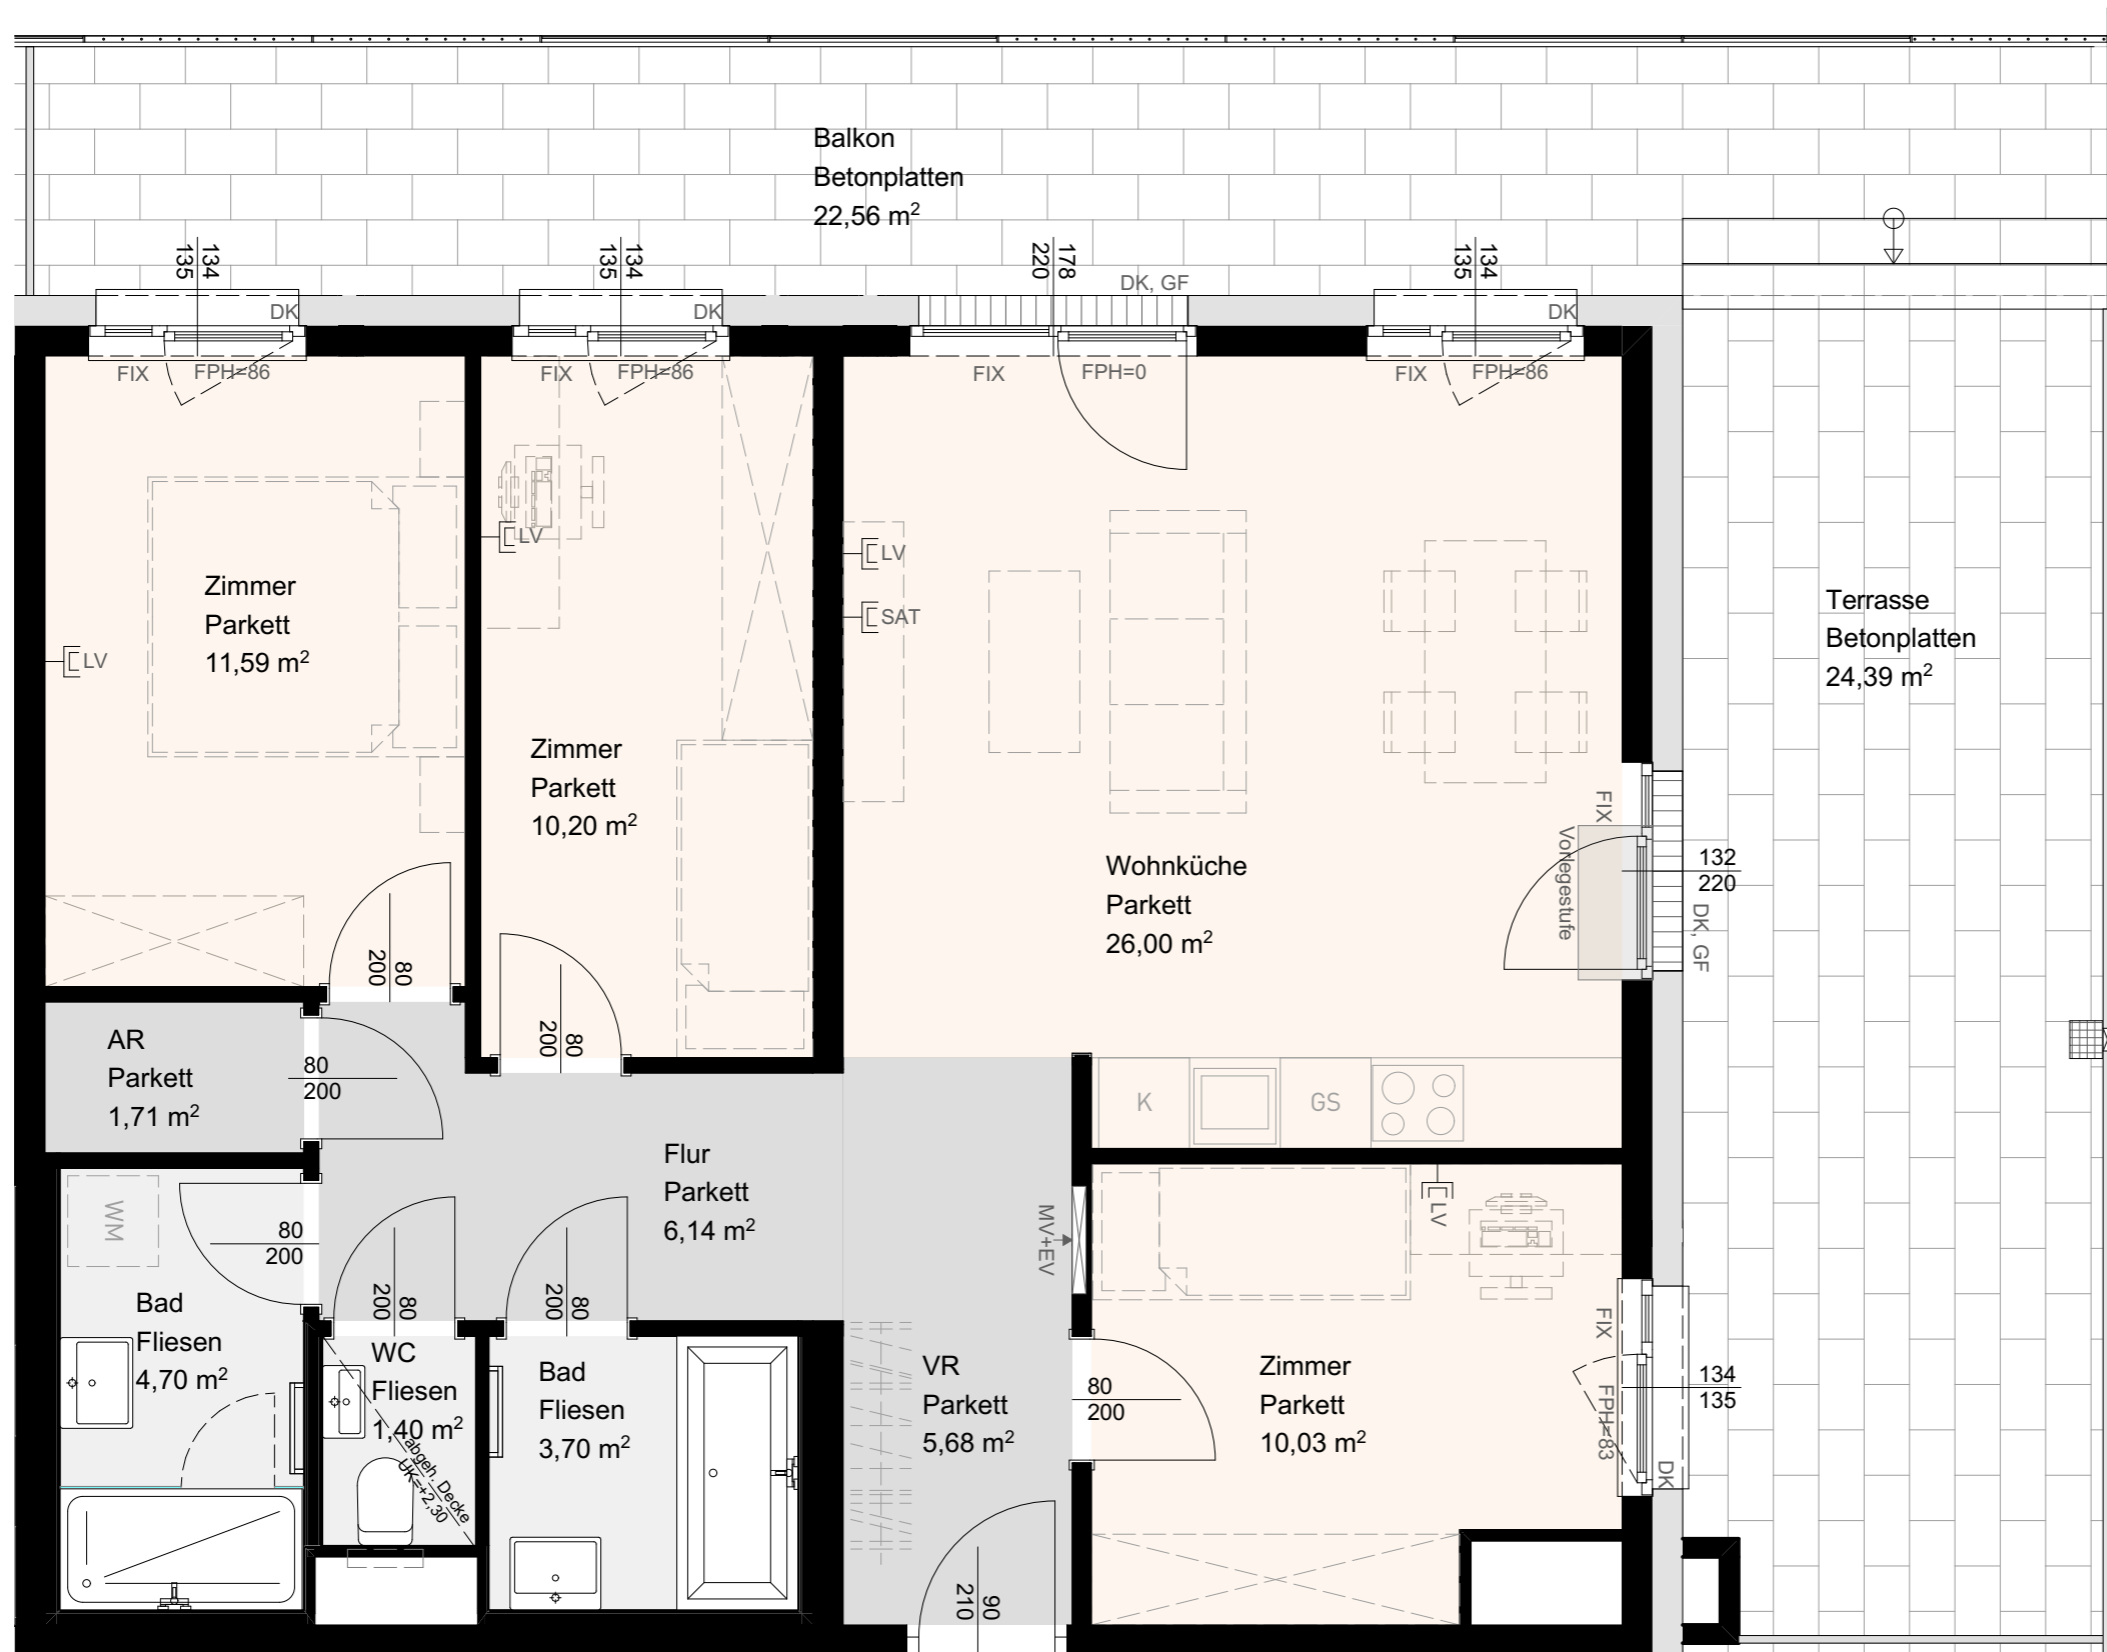 Balkon
Betonplatten
22,56 m²
134
135
134
135
178
220
134
135
DK
DK
DK, GF
DK
FIX
FPH=86
FIX
FPH=86
FIX
FPH=0
FIX
FPH=86
LV
LV
SAT
Zimmer
Parkett
11,59 m²
LV
Zimmer
Parkett
10,20 m²
Wohnküche
Parkett
26,00 m²
Terrasse
Betonplatten
24,39 m²
FIX
Vorlegestufe
132
220
DK, GF
80
200
80
200
AR
Parkett
1,71 m²
80
200
K
GS
Flur
Parkett
6,14 m²
MV+EV
LV
WM
80
200
80
200
80
200
Bad
Fliesen
4,70 m²
WC
Fliesen
1,40 m²
abgeh. Decke
UK=+2,30
Bad
Fliesen
3,70 m²
VR
Parkett
5,68 m²
80
200
Zimmer
Parkett
10,03 m²
FIX
FPH=83
134
135
DK
90
210